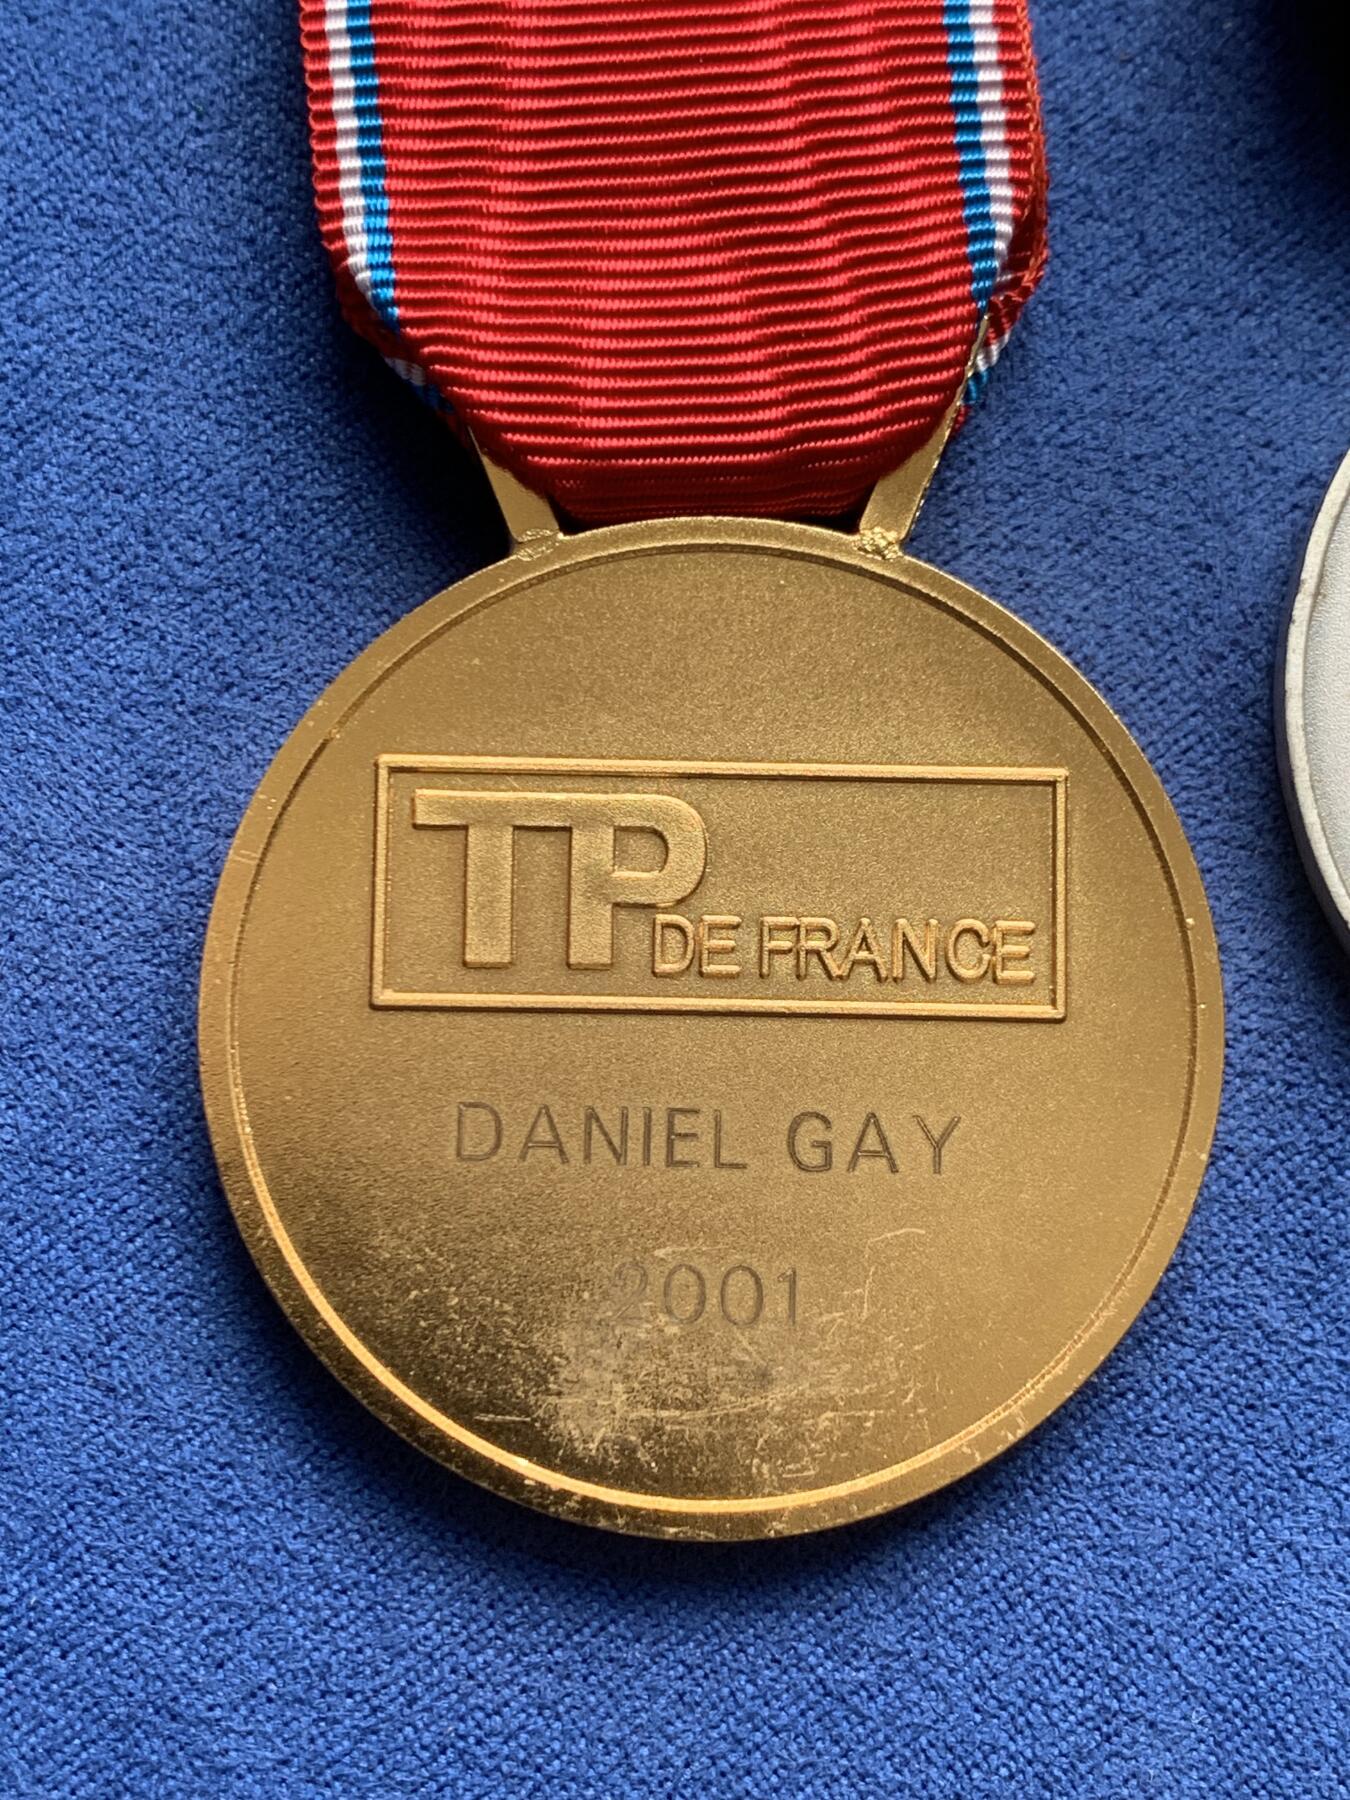 TP DE FRANCE
DANIEL GAY
2001